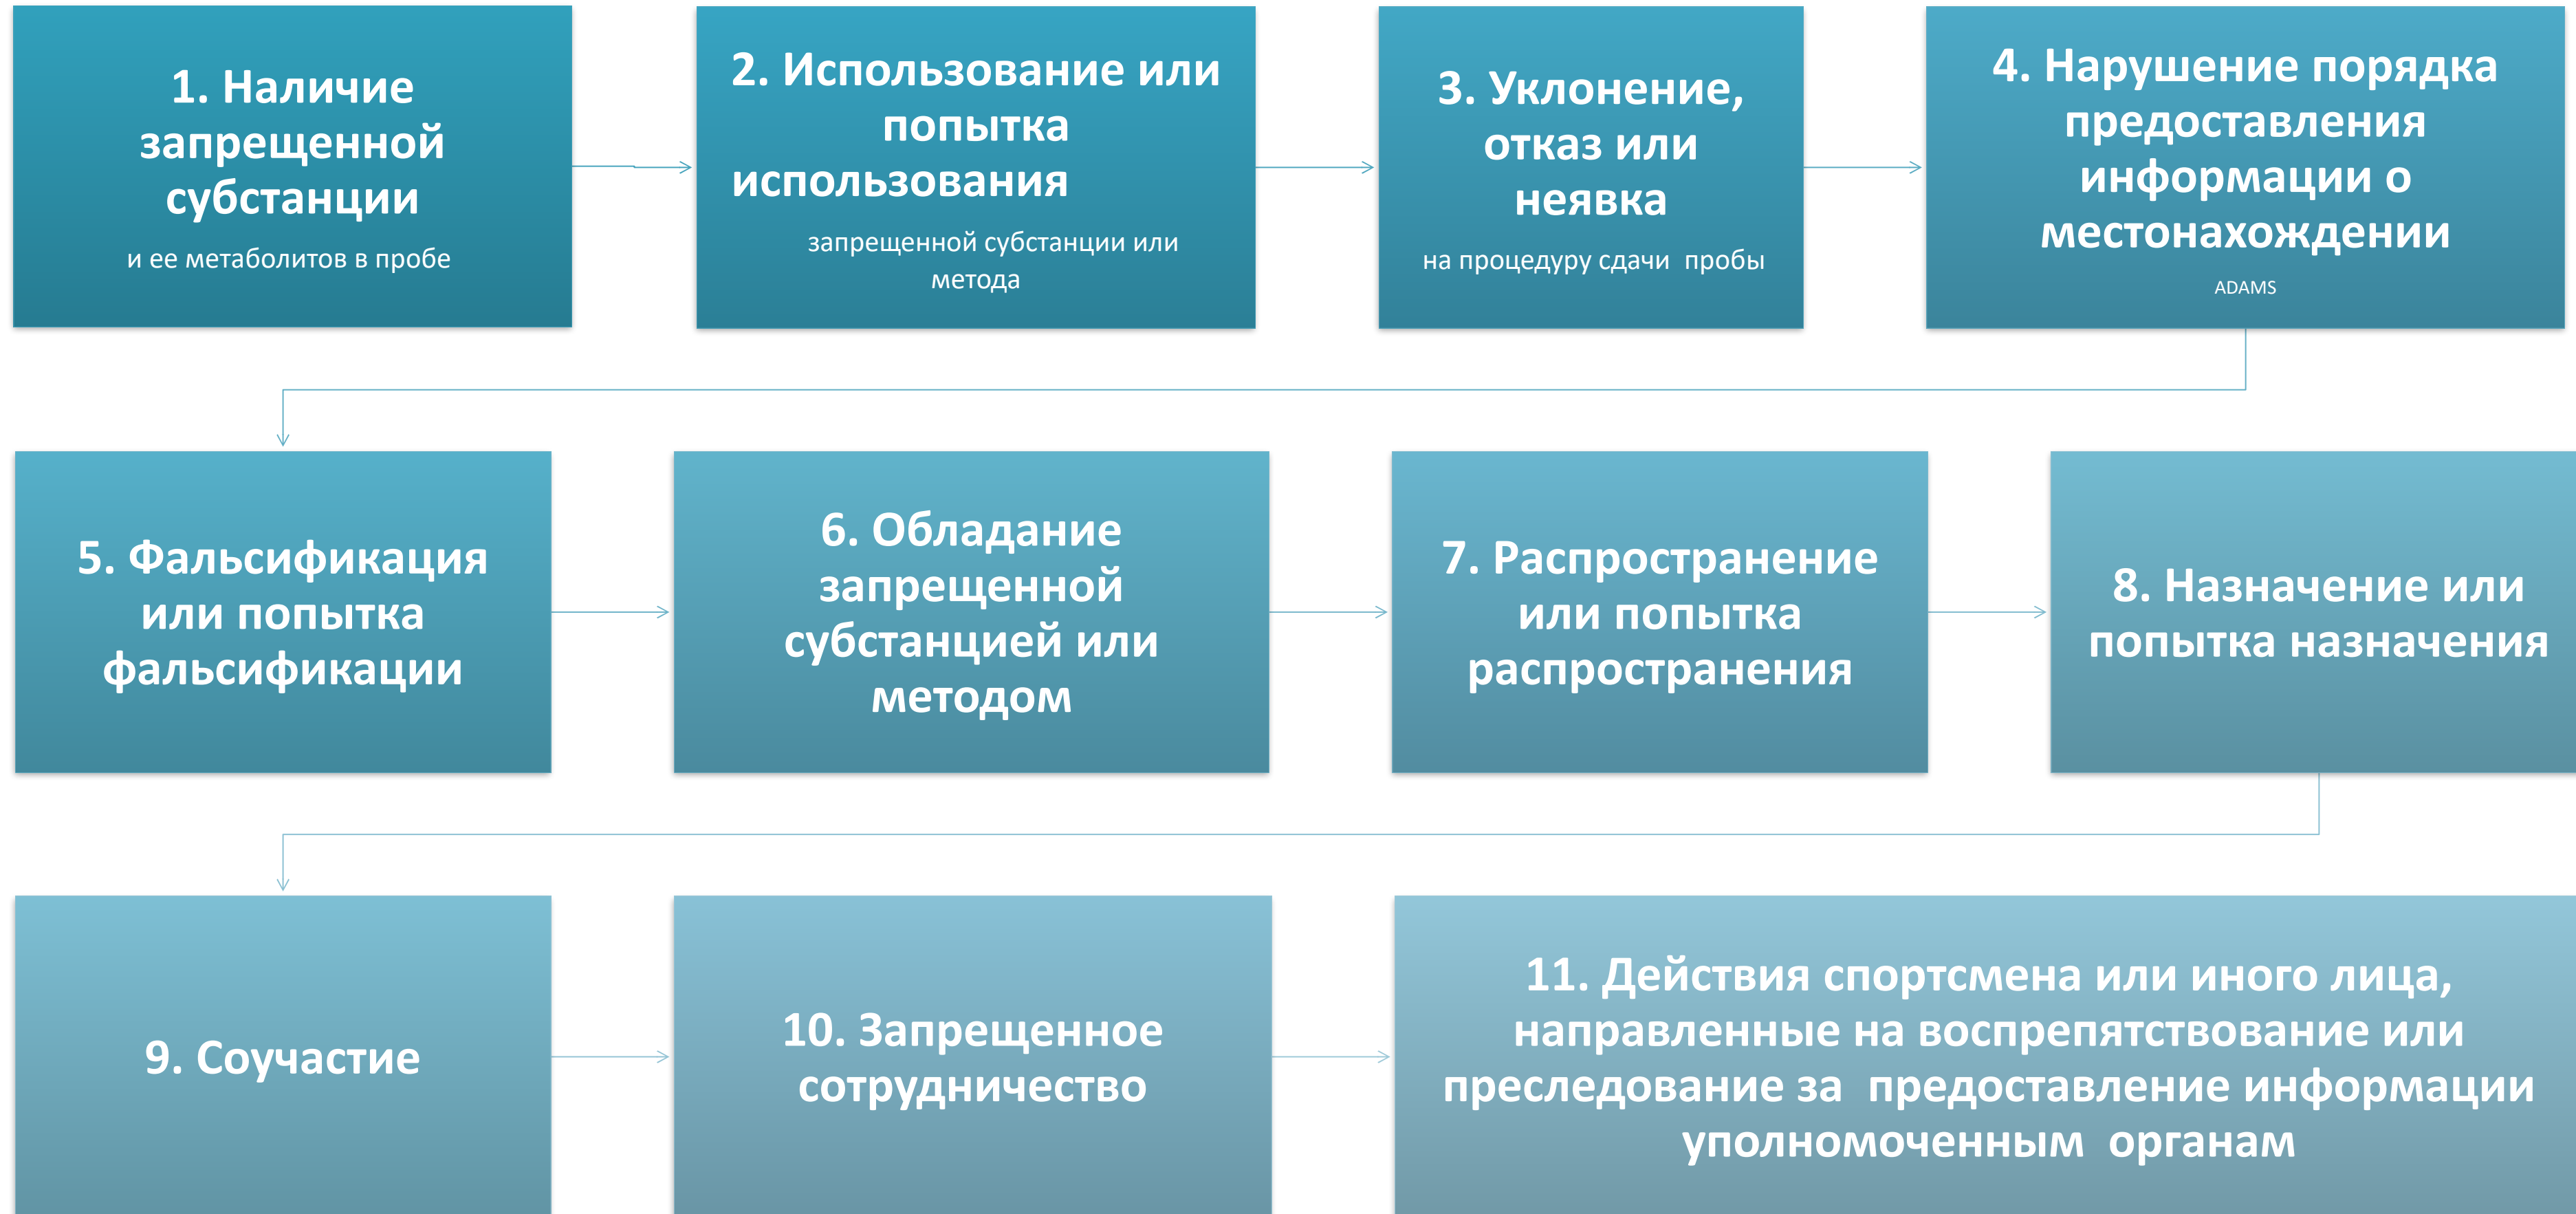 1. Наличие
запрещенной
субстанции
и ее метаболитов в пробе
2. Использование или
попытка
использования
запрещенной субстанции или
метода
3. Уклонение,
отказ или
неявка
на процедуру сдачи пробы
4. Нарушение порядка
предоставления
информации о
местонахождении
ADAMS
5. Фальсификация
или попытка
фальсификации
6. Обладание
запрещенной
субстанцией или
методом
7. Распространение
или попытка
распространения
8. Назначение или
попытка назначения
9. Соучастие
10. Запрещенное
сотрудничество
11. Действия спортсмена или иного лица,
направленные на воспрепятствование или
преследование за предоставление информации
уполномоченным органам